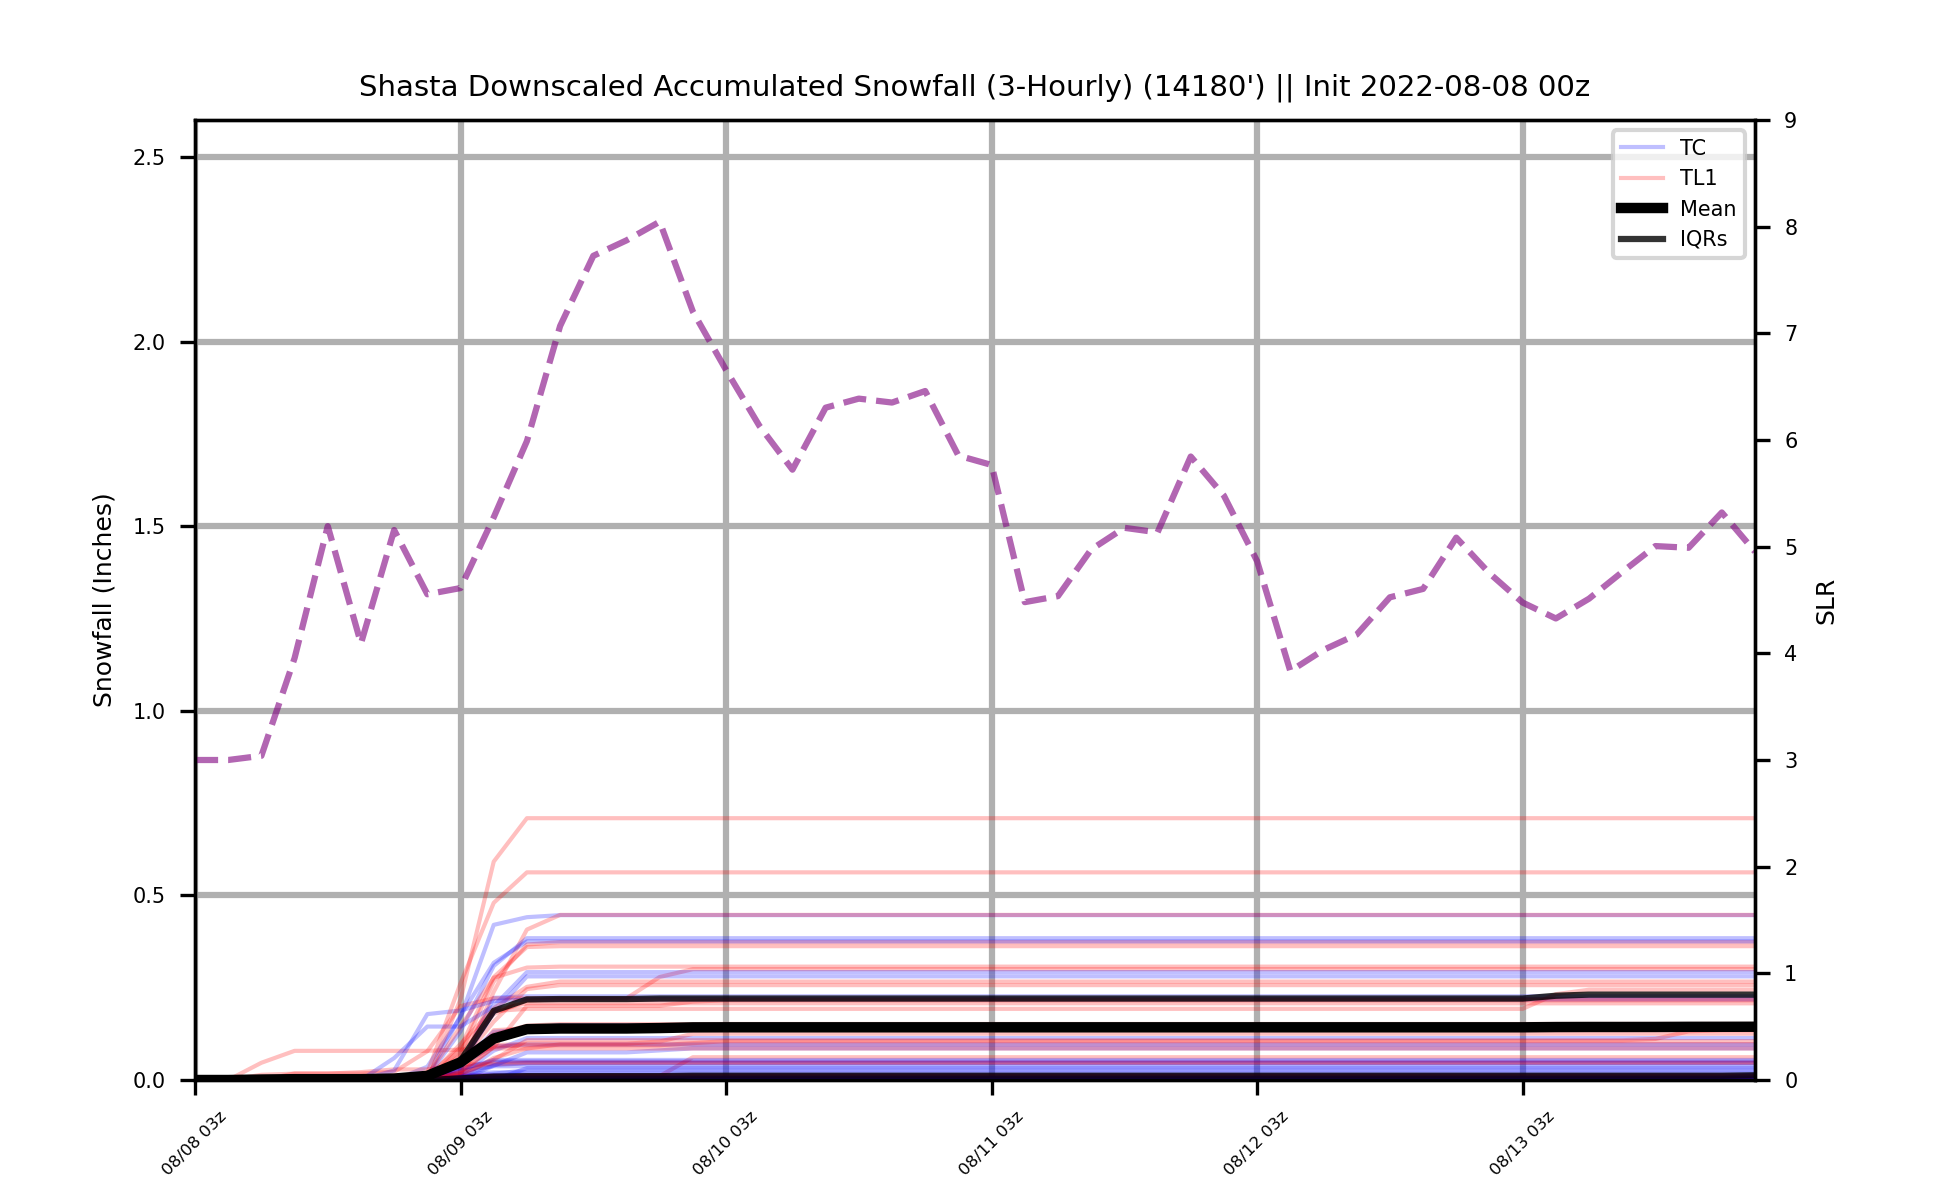 Shasta Downscaled Accumulated Snowfall (3-Hourly) (14180') || Init 2022-08-08 00z
TC
TL1
Mean
IQRs
Snowfall (Inches)
2.5
2.0
1.5
1.0
0.5
0.0
9
8
7
6
5
4
3
2
1
0
SLR
08/08 03z
08/09 03z
08/10 03z
08/11 03z
08/12 03z
08/13 03z